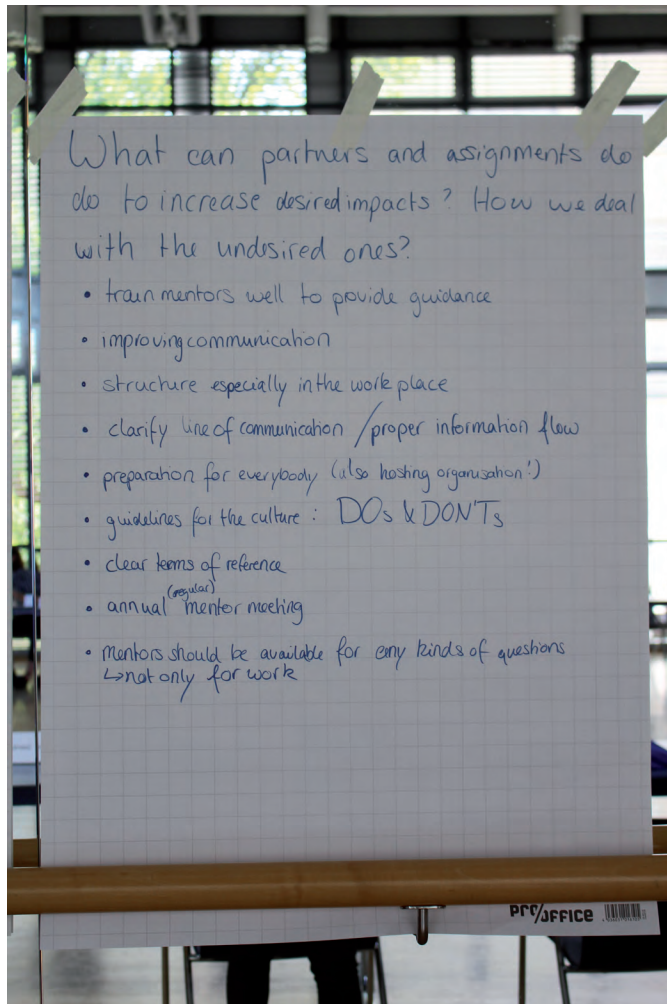 What can partners and assignments do
do to increase desired impacts? How we deal
with the undesired ones?
• train mentors well to povide guidance
• improving communication
• structure especially in the work place
• clarify line of communication / proper information flow
• preparation for everybody (also hosting organisation!)
• guidelines for the culture: DOs & DON'Ts
• clear terms of reference
(regular)
• annual mentor meeting
• mentors should be available for any kinds of questions
↳ not only for work
PRO/OFFICE